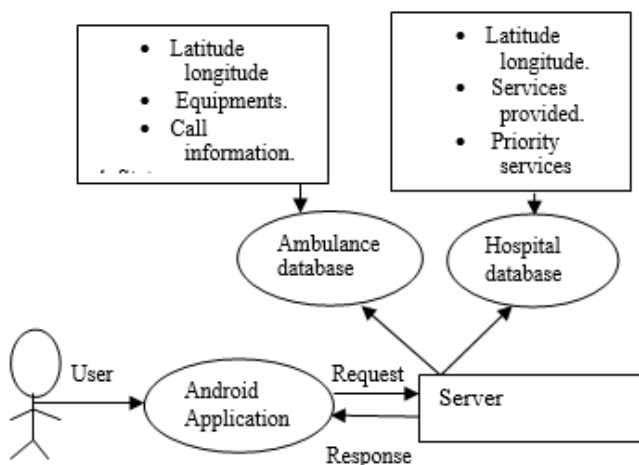 • Latitude
longitude
• Equipments.
• Call
information.
• Latitude
longitude.
• Services
provided.
• Priority
services
Ambulance
database
Hospital
database
User
Android
Application
Request
Response
Server